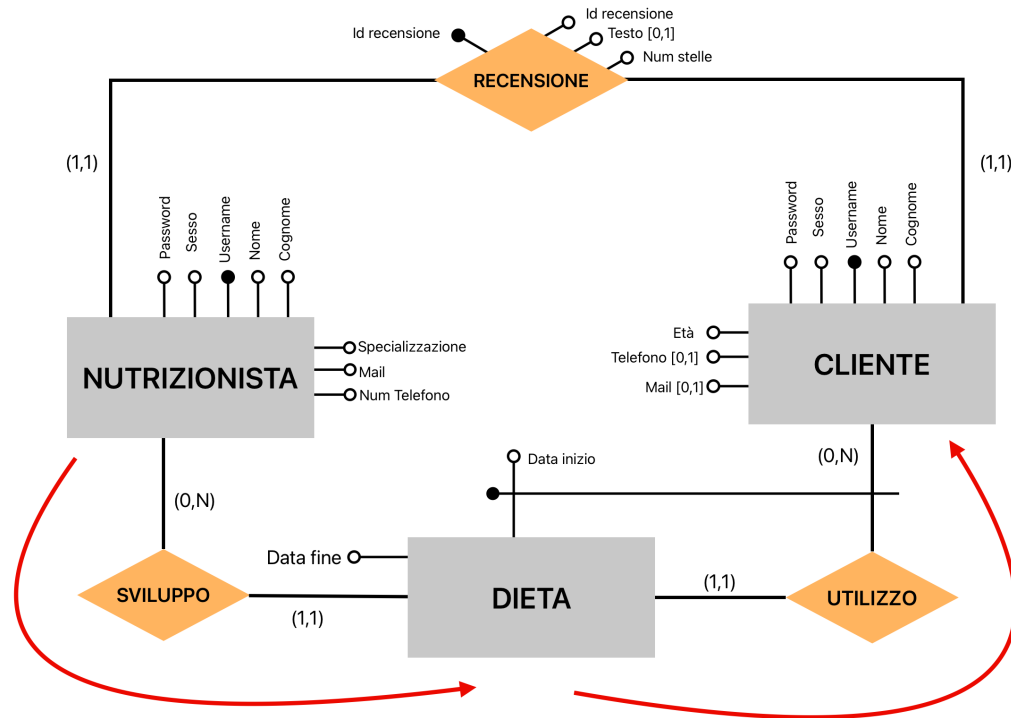 Id recensione
Id recensione
Testo [0,1]
Num stelle
RECENSIONE
(1,1)
(1,1)
Password
Sesso
Username
Nome
Cognome
Password
Sesso
Username
Nome
Cognome
NUTRIZIONISTA
Specializzazione
Mail
Num Telefono
Età
Telefono [0,1]
Mail [0,1]
CLIENTE
(0,N)
(0,N)
Data inizio
Data fine
SVILUPPO
(1,1)
DIETA
(1,1)
UTILIZZO